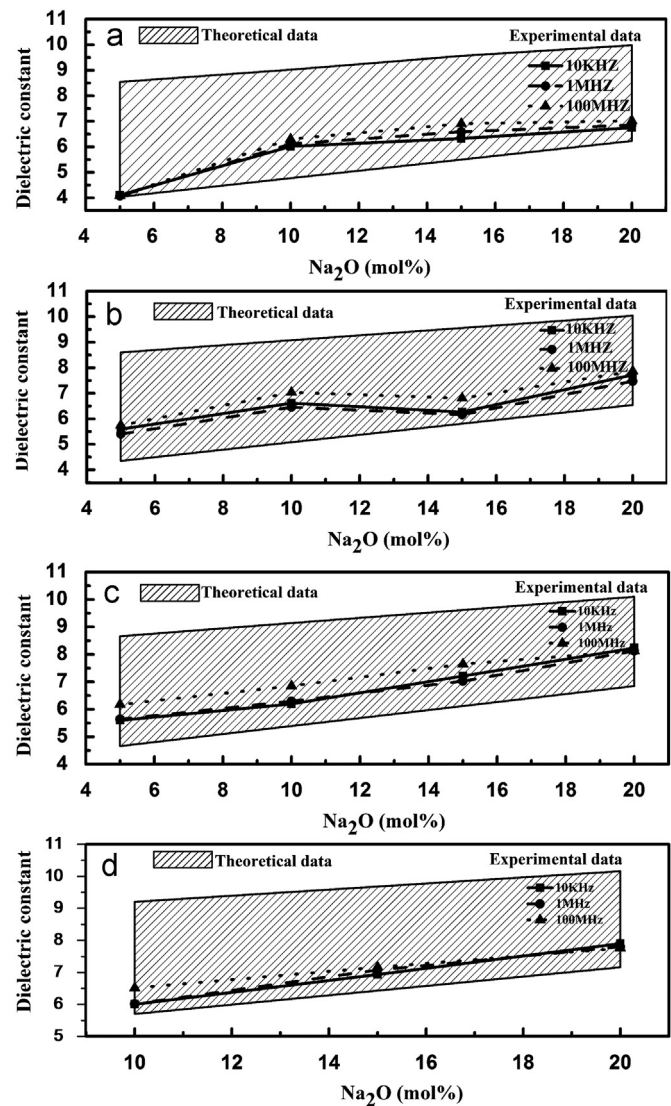 a
Theoretical data
Experimental data
10KHZ
1MHZ
100MHZ
Dielectric constant
11
10
9
8
7
6
5
4
4 6 8 10 12 14 16 18 20
Na₂O (mol%)
b
Theoretical data
Experimental data
10KHZ
1MHZ
100MHZ
Dielectric constant
11
10
9
8
7
6
5
4
4 6 8 10 12 14 16 18 20
Na₂O (mol%)
c
Theoretical data
Experimental data
10KHz
1MHz
100MHz
Dielectric constant
11
10
9
8
7
6
5
4
4 6 8 10 12 14 16 18 20
Na₂O (mol%)
d
Theoretical data
Experimental data
10KHz
1MHz
100MHz
Dielectric constant
11
10
9
8
7
6
5
10 12 14 16 18 20
Na₂O (mol%)